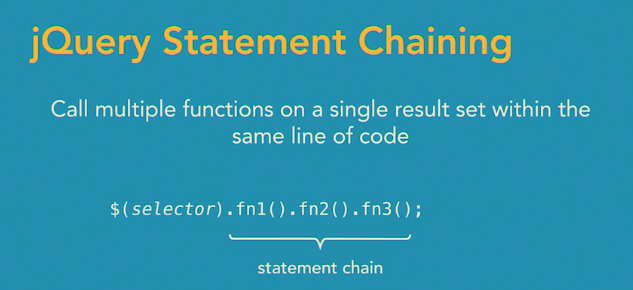 jQuery Statement Chaining
Call multiple functions on a single result set within the
same line of code
$(selector).fn1().fn2().fn3();
statement chain